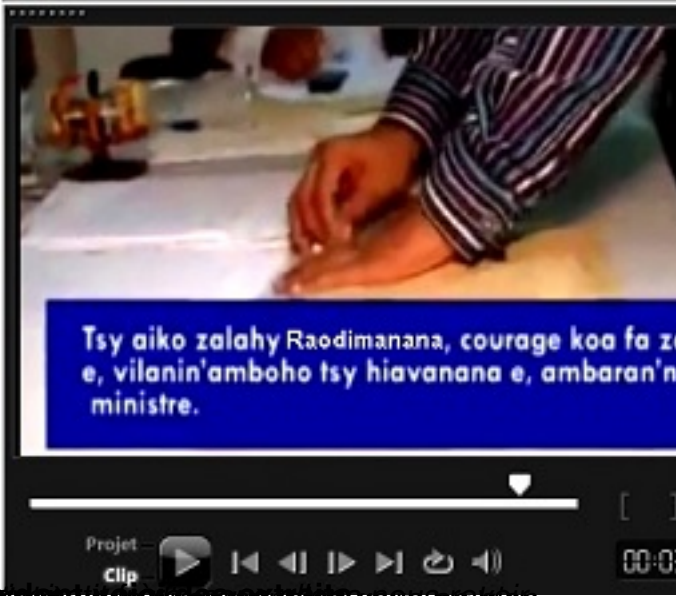 Tsy aiko zalahy Raodimanana, courage koa fa
e, vilanin'amboho tsy hiavanana e, ambaran'n
ministre.
Projet
Clip